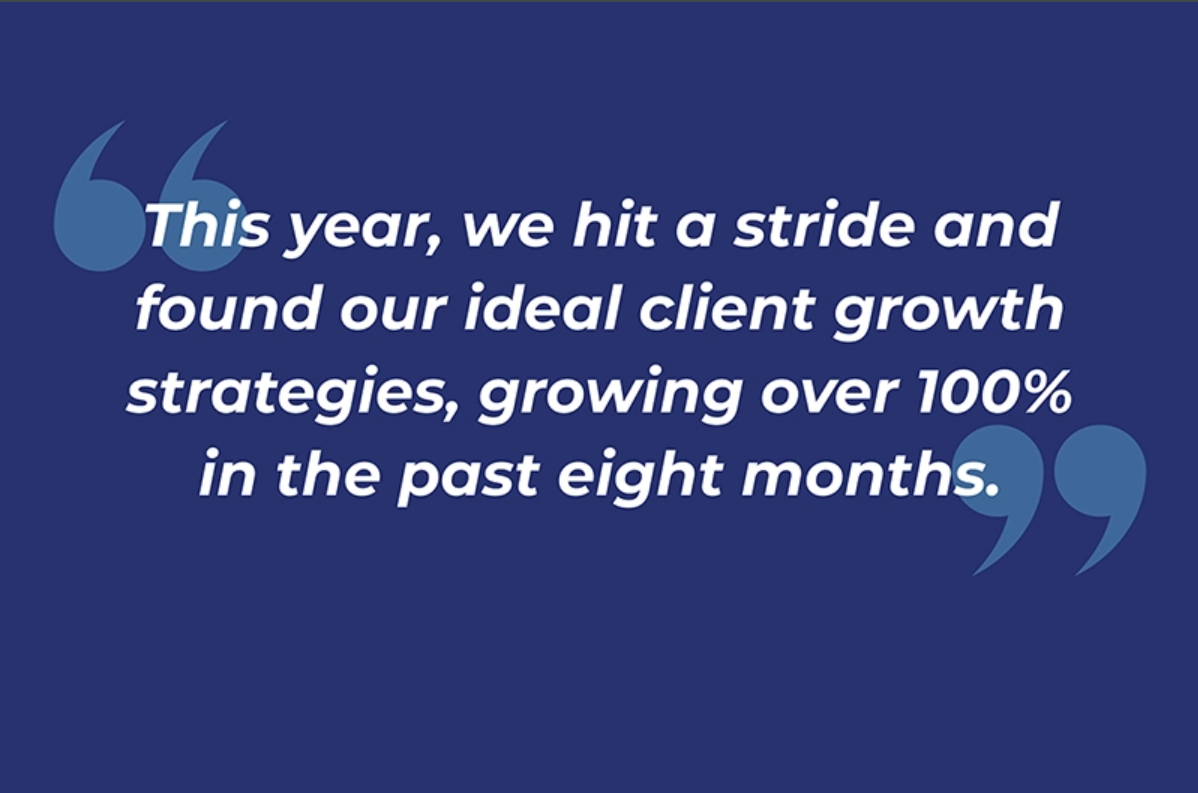 This year, we hit a stride and
found our ideal client growth
strategies, growing over 100%
in the past eight months.